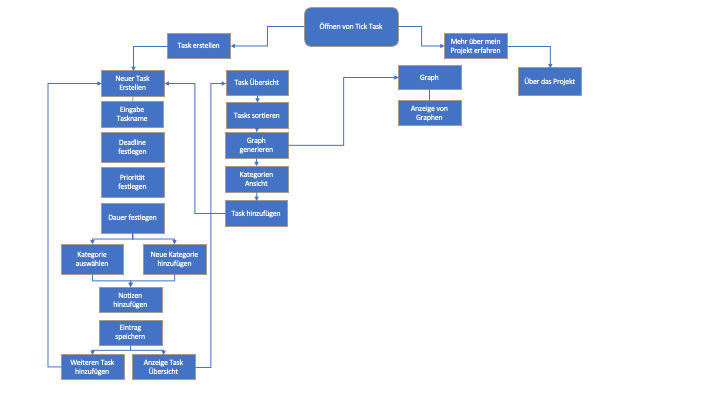 Öffnen von Tick Task
Task erstellen
Mehr über mein
Projekt erfahren
Über das Projekt
Neuer Task
Erstellen
Eingabe
Taskname
Deadline
festlegen
Priorität
festlegen
Dauer festlegen
Kategorie
auswählen
Neue Kategorie
hinzufügen
Notizen
hinzufügen
Eintrag
speichern
Weiteren Task
hinzufügen
Anzeige Task
Übersicht
Task Übersicht
Tasks sortieren
Graph
generieren
Kategorien
Ansicht
Task hinzufügen
Graph
Anzeige von
Graphen